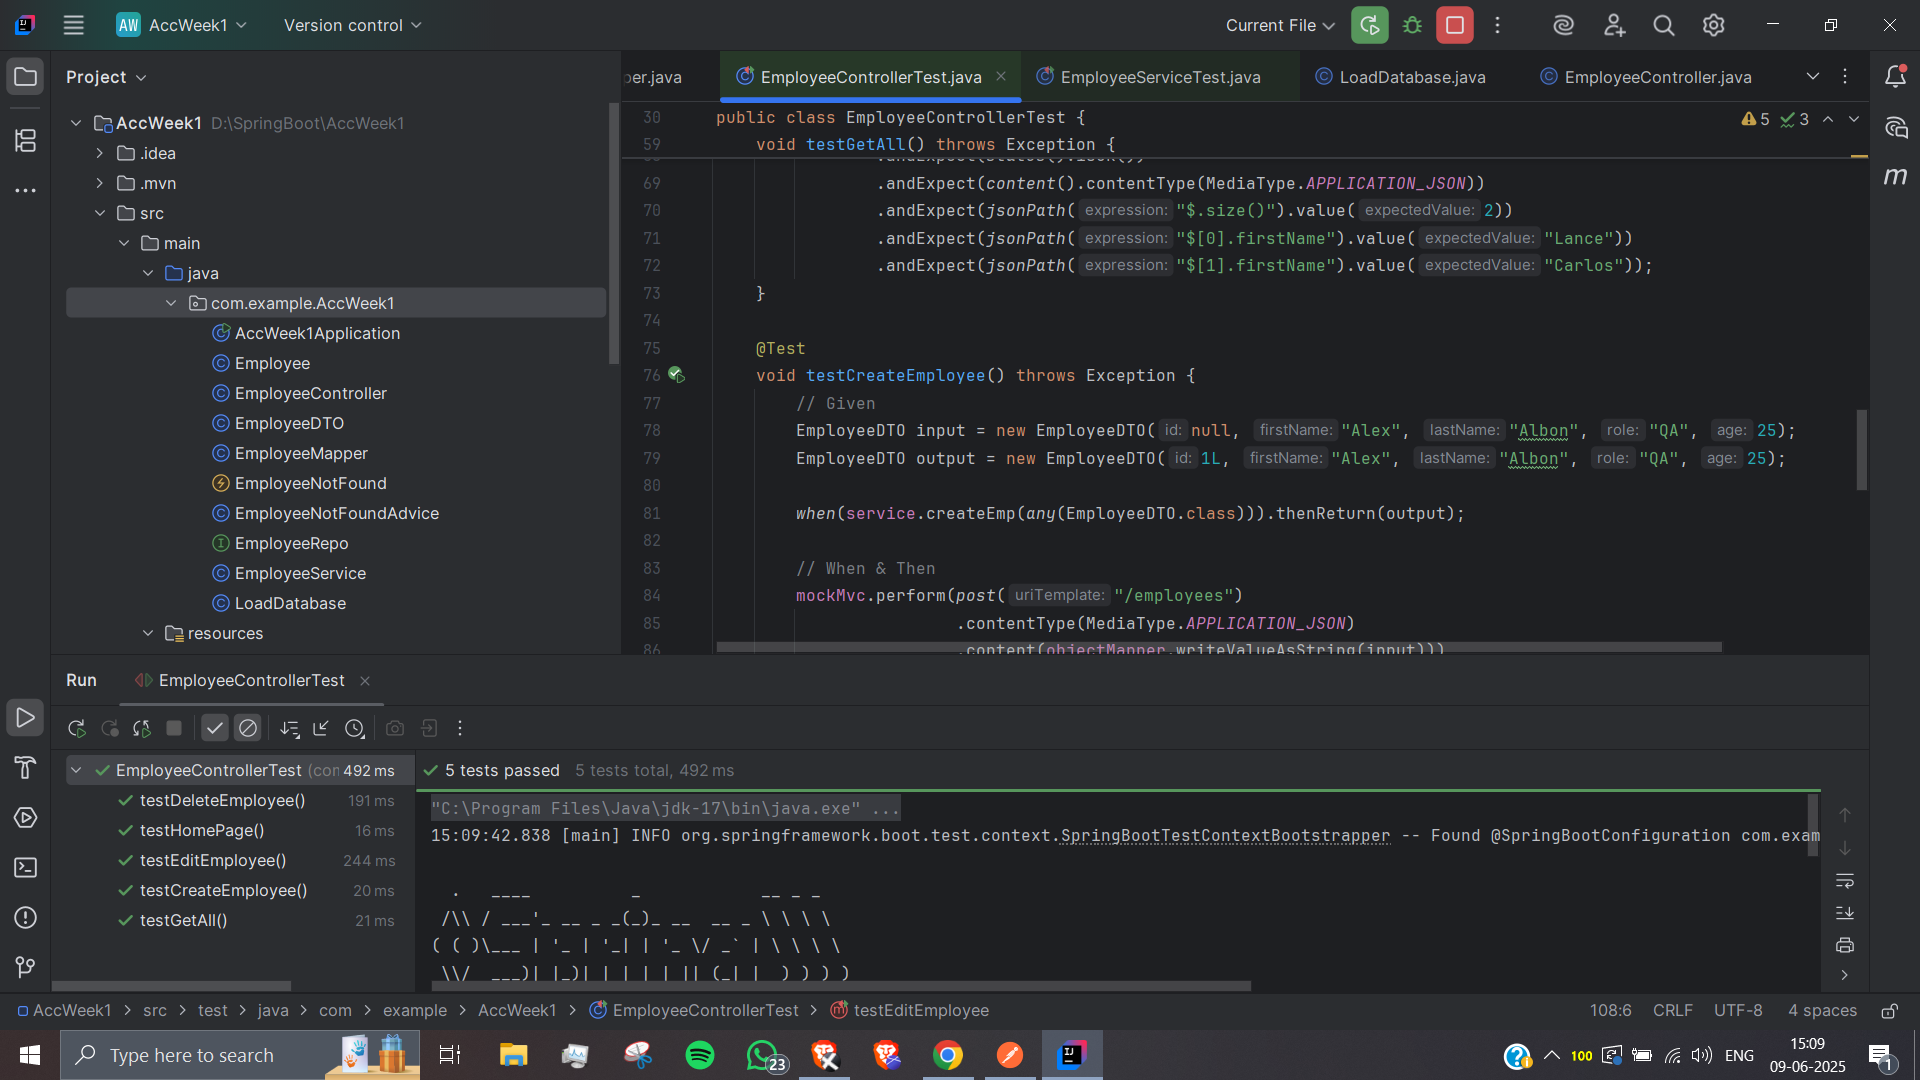 AW AccWeek1
Version control
Current File
Project
per.java
EmployeeControllerTest.java
EmployeeServiceTest.java
LoadDatabase.java
EmployeeController.java
AccWeek1 D:\SpringBoot\AccWeek1
.idea
.mvn
src
main
java
com.example.AccWeek1
AccWeek1Application
Employee
EmployeeController
EmployeeDTO
EmployeeMapper
EmployeeNotFound
EmployeeNotFoundAdvice
EmployeeRepo
EmployeeService
LoadDatabase
resources
30 public class EmployeeControllerTest {
5 3
59 void testGetAll() throws Exception {
68 .andExpect(status().isOk())
69 .andExpect(content().contentType(MediaType.APPLICATION_JSON))
70 .andExpect(jsonPath( expression: "$.size()").value( expectedValue: 2))
71 .andExpect(jsonPath( expression: "$[0].firstName").value( expectedValue: "Lance"))
72 .andExpect(jsonPath( expression: "$[1].firstName").value( expectedValue: "Carlos"));
73 }
74
75 @Test
76 void testCreateEmployee() throws Exception {
77 // Given
78 EmployeeDTO input = new EmployeeDTO( id: null, firstName: "Alex", lastName: "Albon", role: "QA", age: 25);
79 EmployeeDTO output = new EmployeeDTO( id: 1L, firstName: "Alex", lastName: "Albon", role: "QA", age: 25);
80
81 when(service.createEmp(any(EmployeeDTO.class))).thenReturn(output);
82
83 // When & Then
84 mockMvc.perform(post( uriTemplate: "/employees")
85 .contentType(MediaType.APPLICATION_JSON)
86 .content(objectMapper.writeValueAsString(input)))
Run EmployeeControllerTest
EmployeeControllerTest (con 492 ms
testDeleteEmployee() 191 ms
testHomePage() 16 ms
testEditEmployee() 244 ms
testCreateEmployee() 20 ms
testGetAll() 21 ms
5 tests passed 5 tests total, 492 ms
"C:\Program Files\Java\jdk-17\bin\java.exe" ...
15:09:42.838 [main] INFO org.springframework.boot.test.context.SpringBootTestContextBootstrapper -- Found @SpringBootConfiguration com.exam
  .   ____          _            __ _ _
 /\\ / ___'_ __ _ _(_)_ __  __ _ \ \ \ \
( ( )\___ | '_ | '_| | '_ \/ _` | \ \ \ \
 \\/  ___)| |_)| | | | | || (_| |  ) ) ) )
AccWeek1 > src > test > java > com > example > AccWeek1 > EmployeeControllerTest > testEditEmployee
108:6 CRLF UTF-8 4 spaces
Type here to search
23
100
ENG
15:09
09-06-2025
1